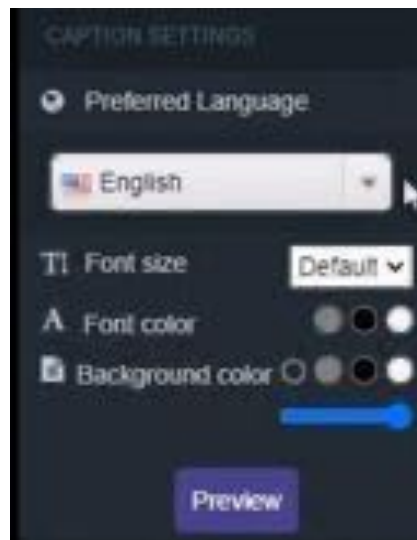 CAPTION SETTINGS
Preferred Language
English
Font size Default
Font color
Background color
Preview